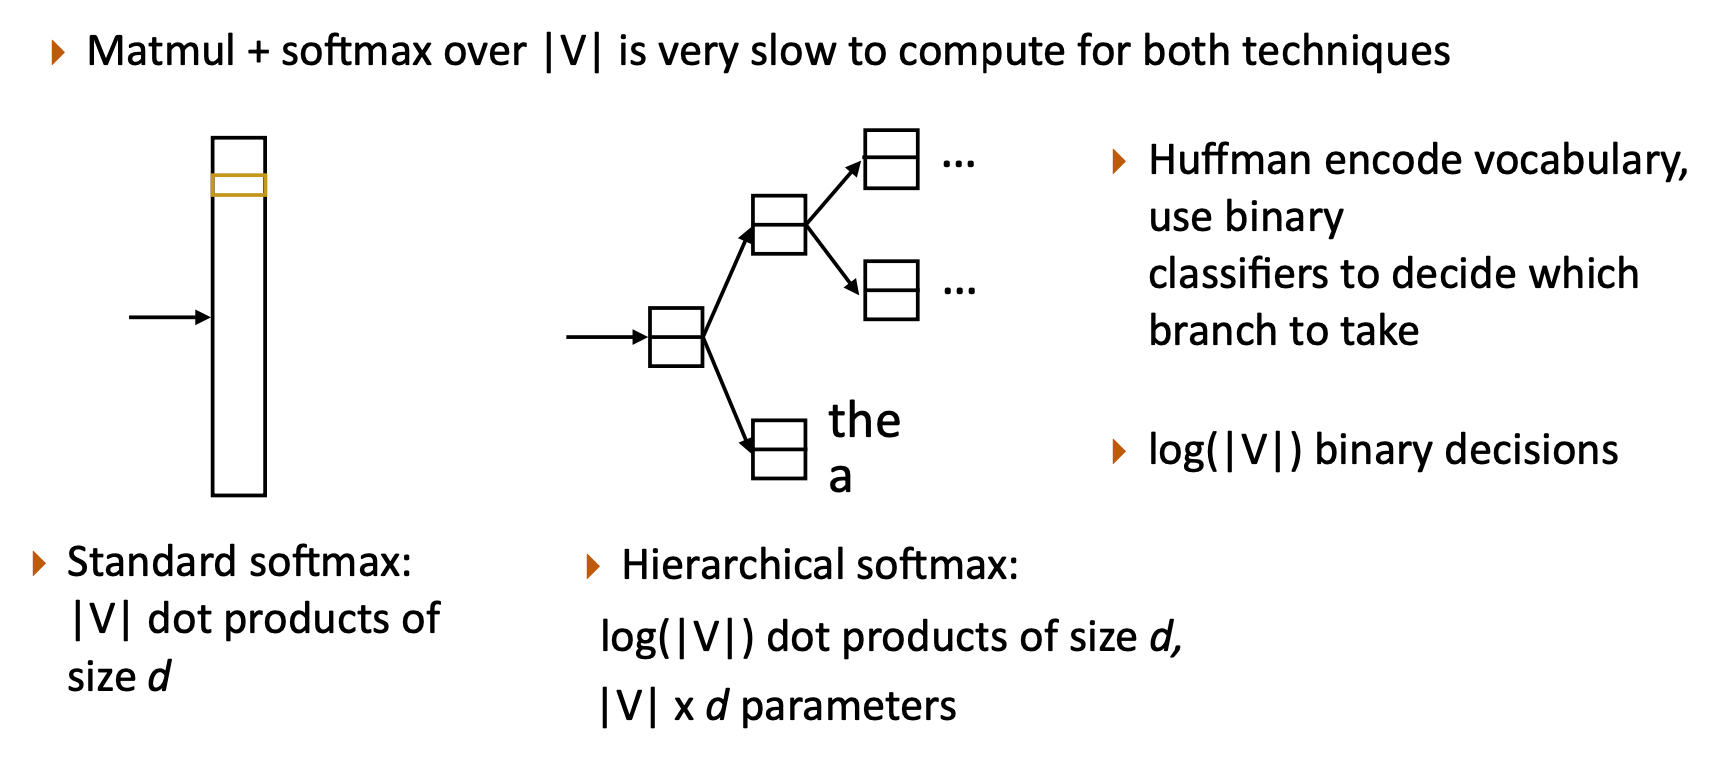 Matmul + softmax over |V| is very slow to compute for both techniques
...
...
the
a
Huffman encode vocabulary,
use binary
classifiers to decide which
branch to take
log(|V|) binary decisions
Standard softmax:
|V| dot products of
size d
Hierarchical softmax:
log(|V|) dot products of size d,
|V| x d parameters